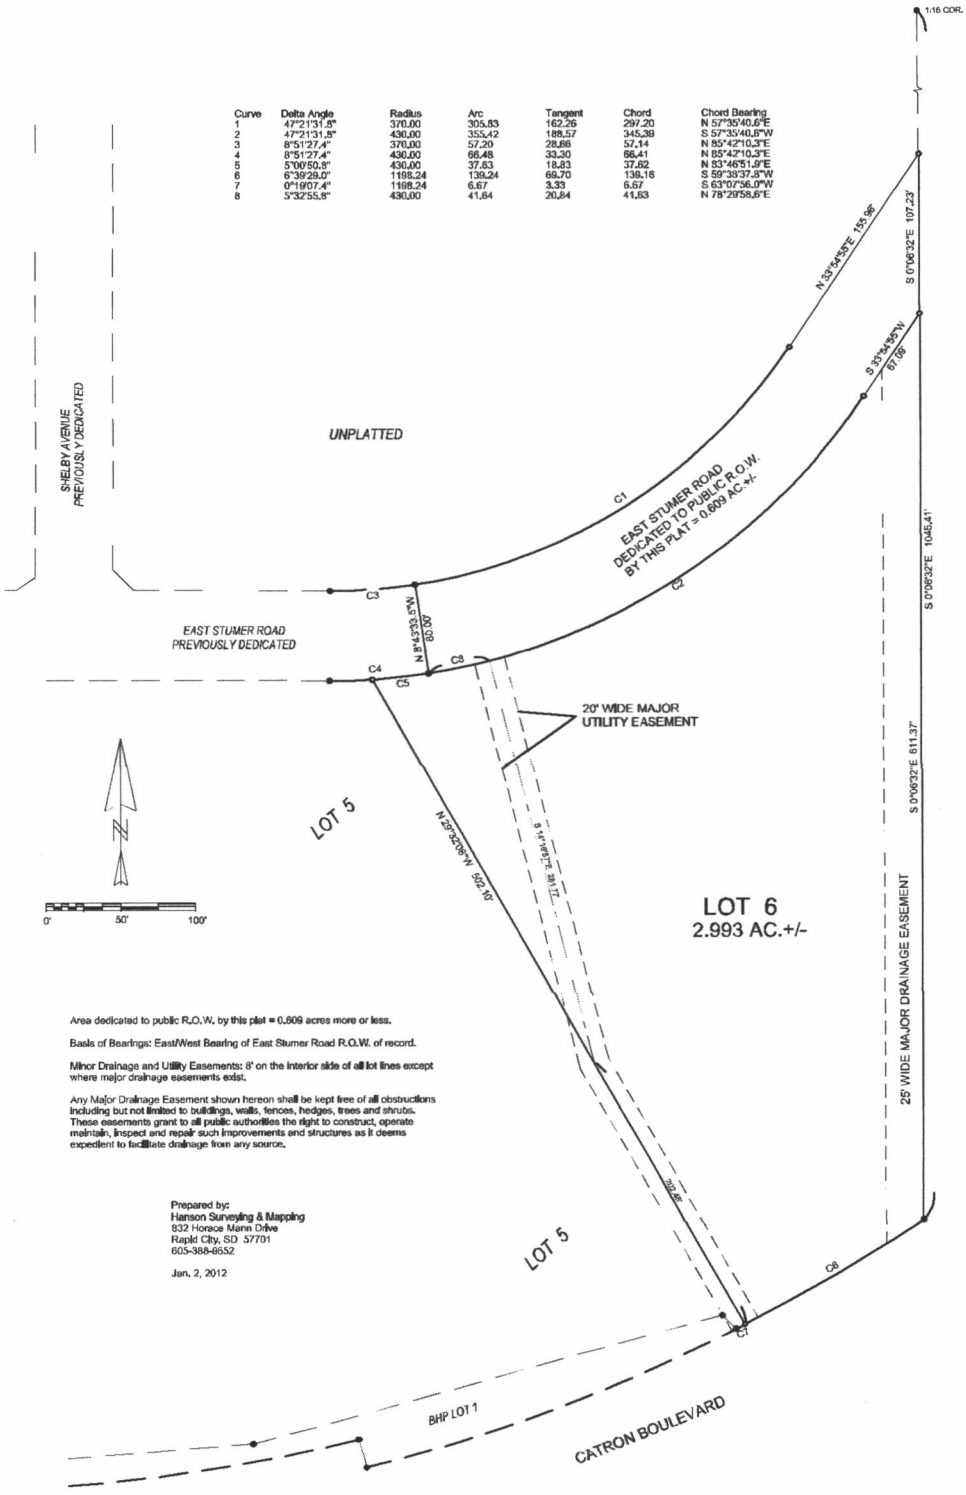 1/16 COR.
Curve Delta Angle Radius Arc Tangent Chord Chord Bearing
1 47°21'31.8" 370.00 305.83 162.26 297.20 N 57°35'40.6"E
2 47°21'31.8" 430.00 355.42 188.57 345.39 S 57°35'40.6"W
3 8°51'27.4" 370.00 57.20 28.66 57.14 N 85°42'10.3"E
4 8°51'27.4" 430.00 66.48 33.30 66.41 N 85°42'10.3"E
5 5°00'50.8" 430.00 37.63 18.83 37.62 N 83°46'51.9"E
6 6°39'29.0" 1198.24 139.24 69.70 139.16 S 59°38'37.8"W
7 0°19'07.4" 1198.24 6.67 3.33 6.67 S 63°07'56.0"W
8 5°32'55.8" 430.00 41.64 20.84 41.63 N 78°29'58.6"E
N 33°54'55"E 155.96'
S 0°06'32"E 107.23'
S 33°54'55"W
67.09'
SHELBY AVENUE
PREVIOUSLY DEDICATED
UNPLATTED
C1
EAST STUMER ROAD
DEDICATED TO PUBLIC R.O.W.
BY THIS PLAT = 0.609 AC.+/-
C2
S 0°06'32"E 1045.41'
C3
N 8°43'33.5"W
60.00'
EAST STUMER ROAD
PREVIOUSLY DEDICATED
C4
C5
C8
20' WIDE MAJOR
UTILITY EASEMENT
S 0°06'32"E 611.37'
N
0' 50' 100'
LOT 5
N 29°32'08"W 502.10'
281.77
LOT 6
2.993 AC.+/-
25' WIDE MAJOR DRAINAGE EASEMENT
Area dedicated to public R.O.W. by this plat = 0.609 acres more or less.
Basis of Bearings: East/West Bearing of East Stumer Road R.O.W. of record.
Minor Drainage and Utility Easements: 8' on the interior side of all lot lines except
where major drainage easements exist.
Any Major Drainage Easement shown hereon shall be kept free of all obstructions
including but not limited to buildings, walls, fences, hedges, trees and shrubs.
These easements grant to all public authorities the right to construct, operate
maintain, inspect and repair such improvements and structures as it deems
expedient to facilitate drainage from any source.
202.48'
Prepared by:
Hanson Surveying & Mapping
832 Horace Mann Drive
Rapid City, SD 57701
605-388-8652
Jan. 2, 2012
LOT 5
C6
C7
BHP LOT 1
CATRON BOULEVARD